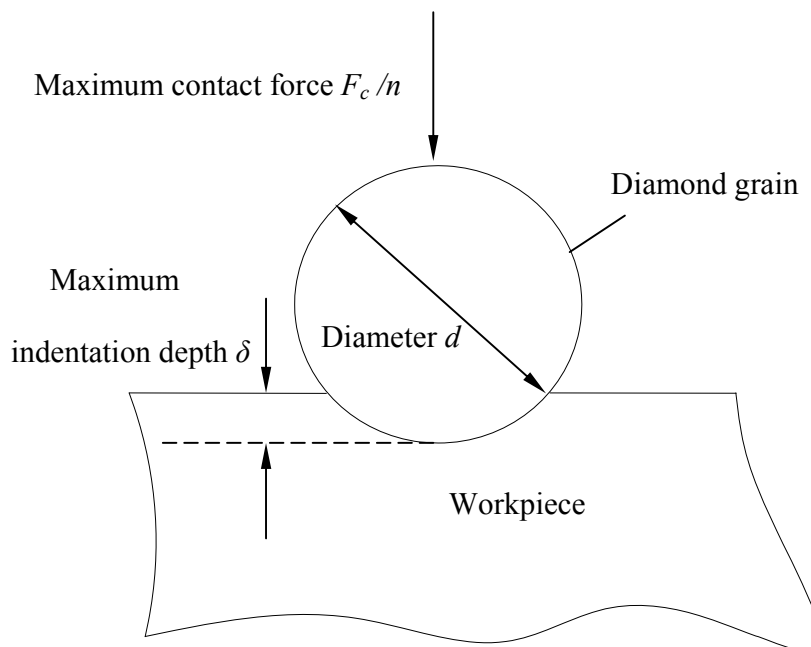 Maximum contact force F_c /n
Diamond grain
Maximum
indentation depth δ
Diameter d
Workpiece